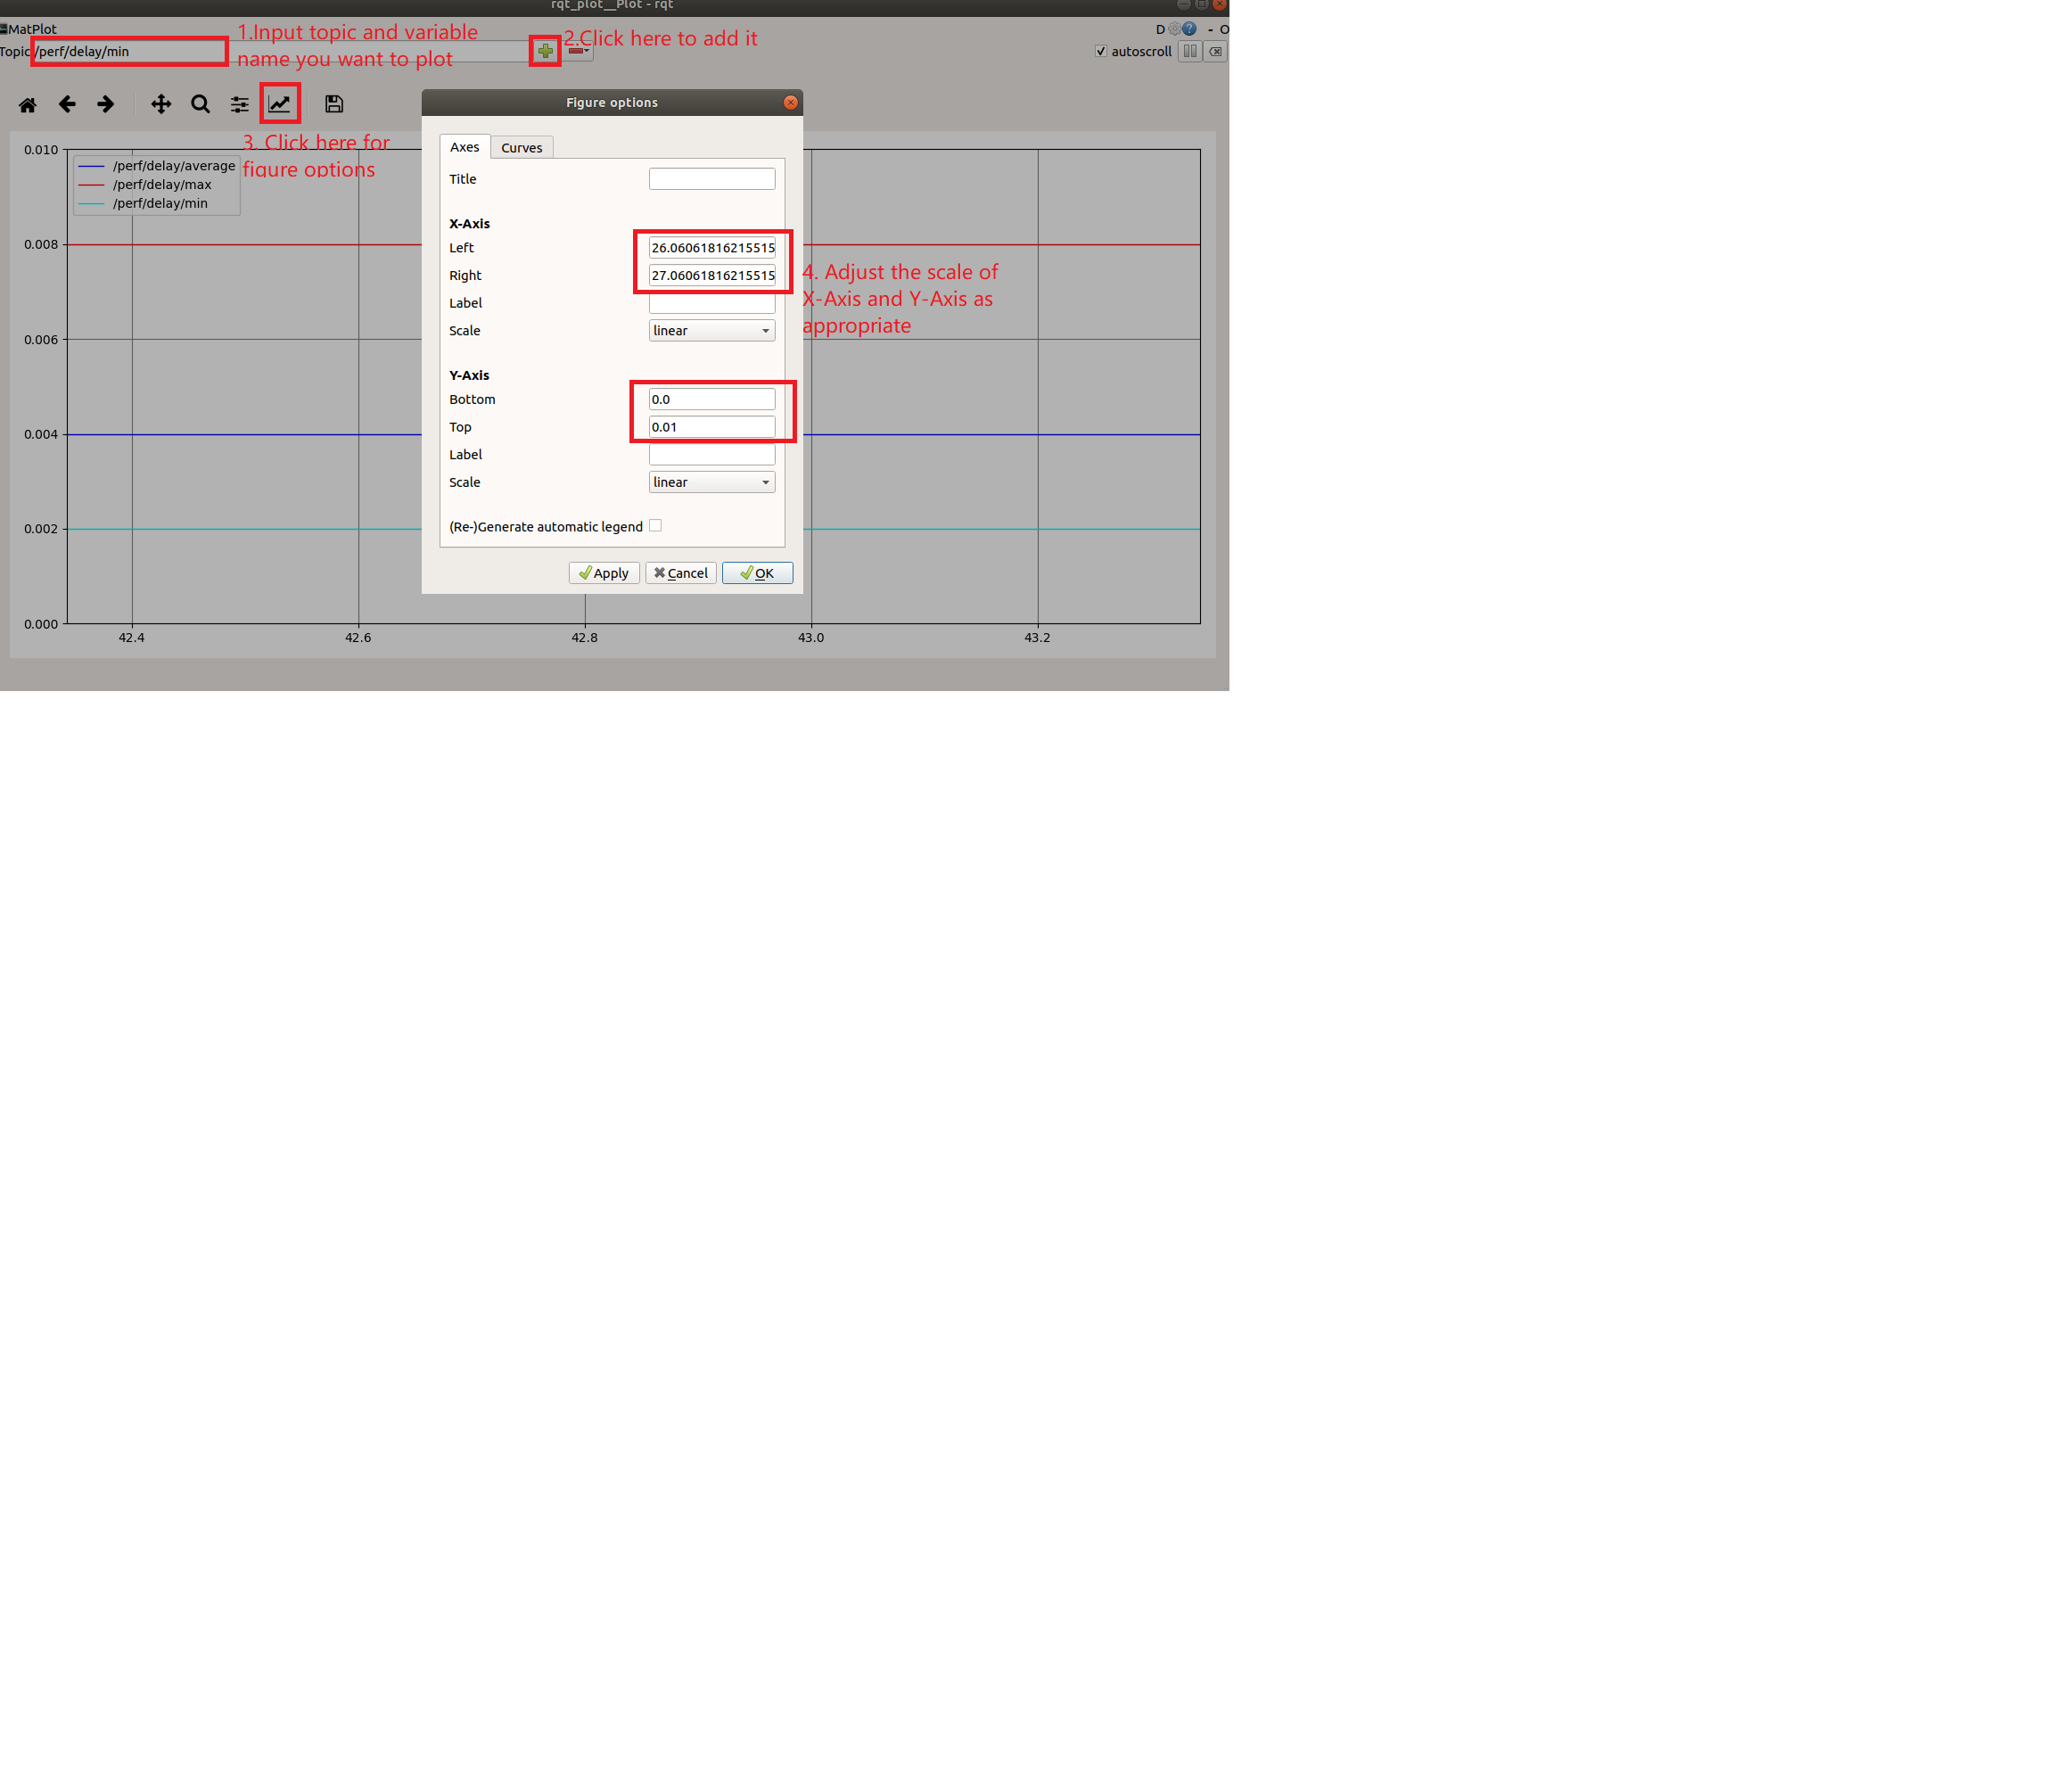 rqt_plot__Plot - rqt
MatPlot
D
- O
Topic /perf/delay/min
1.Input topic and variable
name you want to plot
2.Click here to add it
autoscroll
3. Click here for
figure options
Figure options
Axes
Curves
Title
X-Axis
Left 26.06061816215515
Right 27.06061816215515
Label
Scale linear
Y-Axis
Bottom 0.0
Top 0.01
Label
Scale linear
(Re-)Generate automatic legend
Apply
Cancel
OK
4. Adjust the scale of
X-Axis and Y-Axis as
appropriate
/perf/delay/average
/perf/delay/max
/perf/delay/min
0.010
0.008
0.006
0.004
0.002
0.000
42.4
42.6
42.8
43.0
43.2